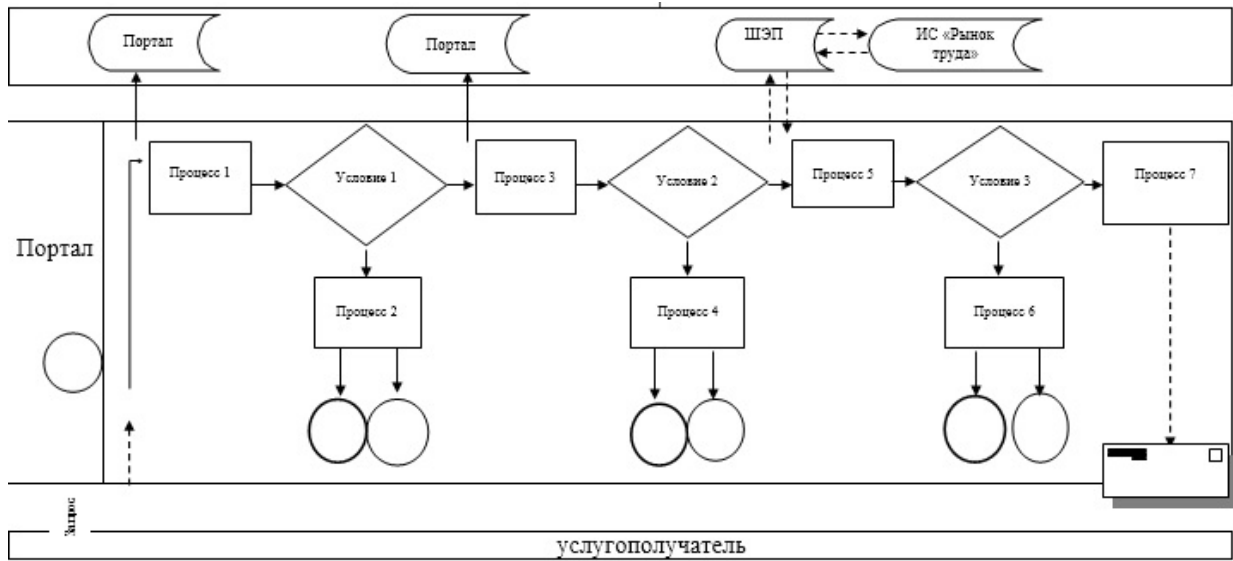 Портал
Портал
ШЭП
ИС «Рынок
труда»
Процесс 1
Условие 1
Процесс 3
Условие 2
Процесс 5
Условие 3
Процесс 7
Портал
Процесс 2
Процесс 4
Процесс 6
Запрос
услугополучатель